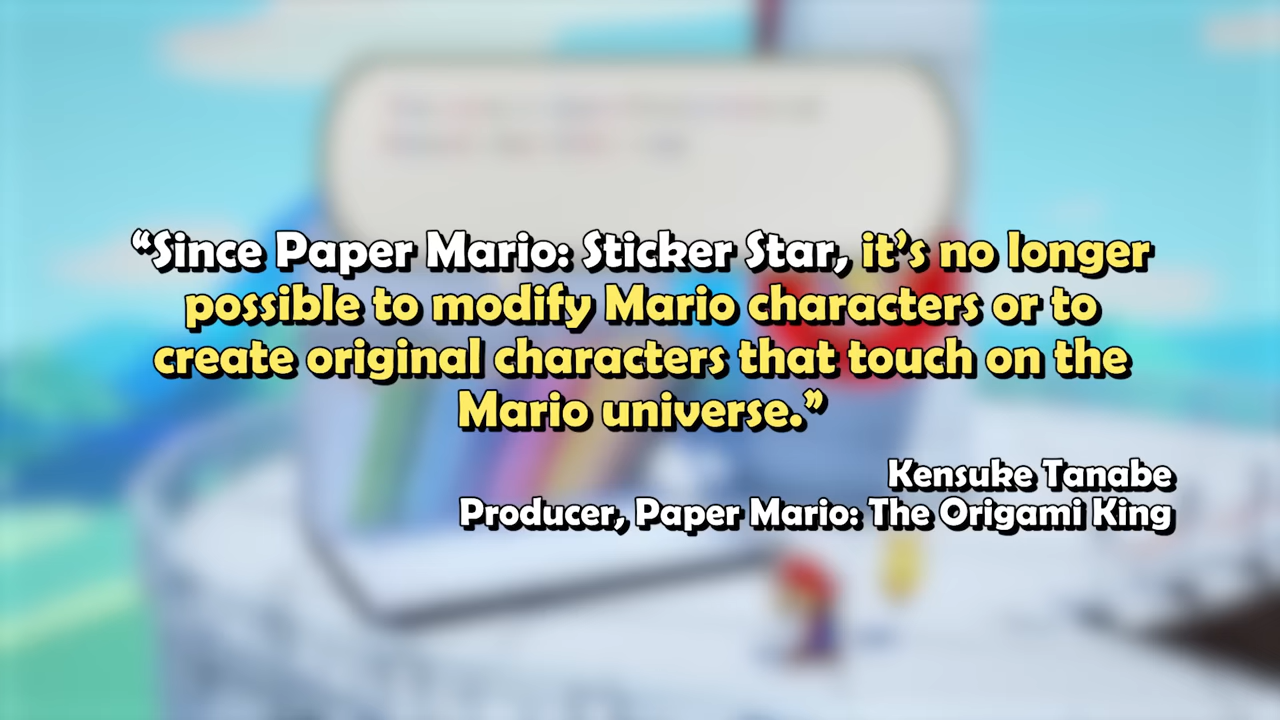 “Since Paper Mario: Sticker Star, it’s no longer
possible to modify Mario characters or to
create original characters that touch on the
Mario universe.”
Kensuke Tanabe
Producer, Paper Mario: The Origami King